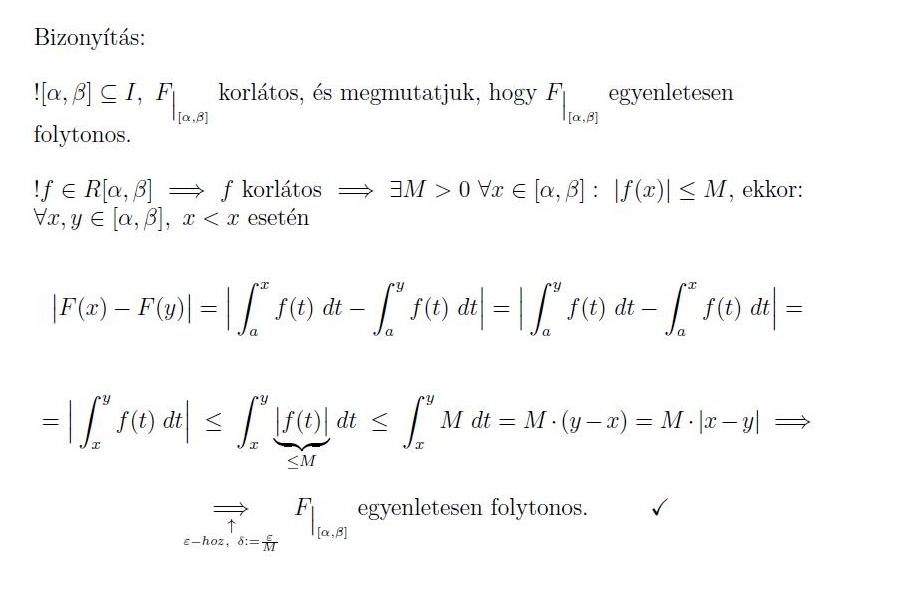 Bizonyítás:
![α, β] ⊆ I, F|[α,β] korlátos, és megmutatjuk, hogy F|[α,β] egyenletesen
folytonos.
!f ∈ R[α, β] ⟹ f korlátos ⟹ ∃M > 0 ∀x ∈ [α, β] : |f(x)| ≤ M, ekkor:
∀x, y ∈ [α, β], x < x esetén
|F(x) − F(y)| = |∫_a^x f(t) dt − ∫_a^y f(t) dt| = |∫_a^y f(t) dt − ∫_a^x f(t) dt| =
= |∫_x^y f(t) dt| ≤ ∫_x^y |f(t)| dt ≤ ∫_x^y M dt = M · (y − x) = M · |x − y| ⟹
≤M
⟹ F|[α,β] egyenletesen folytonos. ✓
↑
ε−hoz, δ:=ε/M